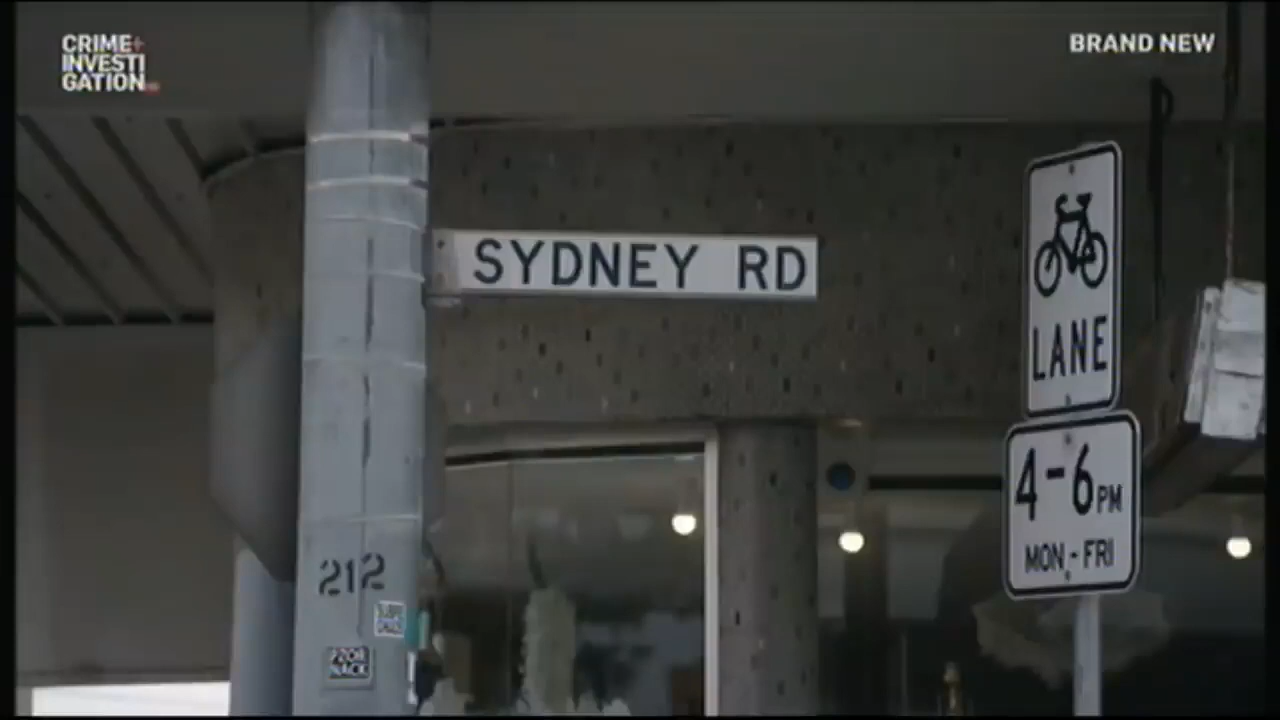 CRIME+
INVESTI
GATION
BRAND NEW
SYDNEY RD
LANE
4-6PM
MON-FRI
212